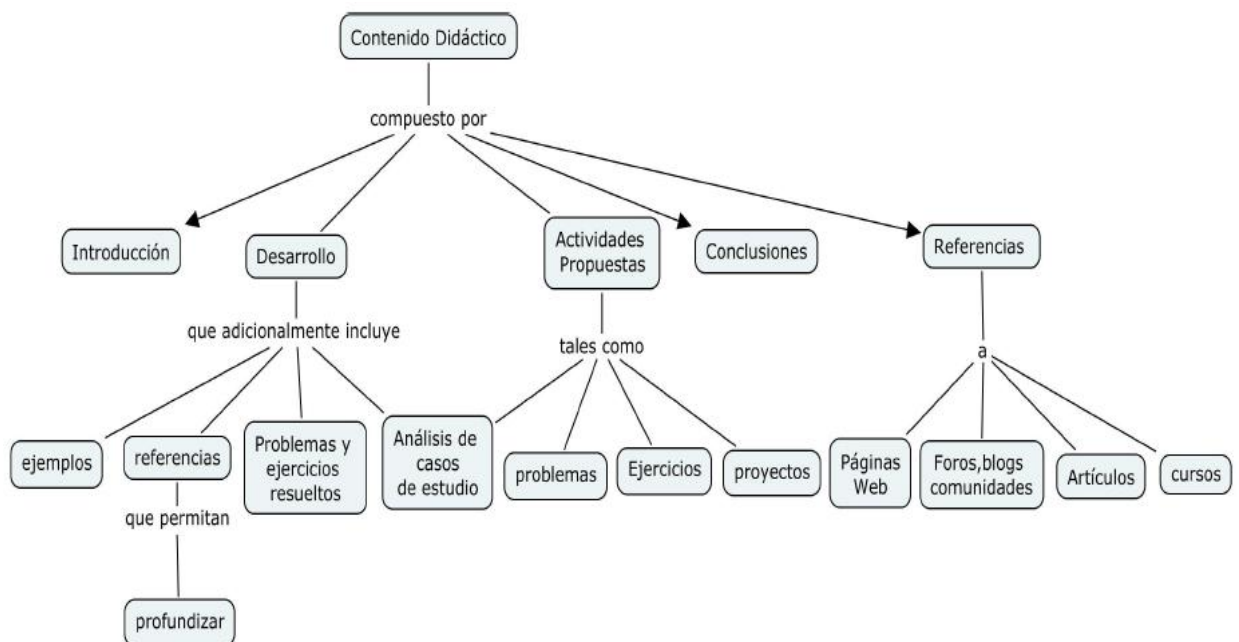 Contenido Didáctico
compuesto por
Introducción
Desarrollo
Actividades
Propuestas
Conclusiones
Referencias
que adicionalmente incluye
tales como
a
ejemplos
referencias
Problemas y
ejercicios
resueltos
Análisis de
casos
de estudio
problemas
Ejercicios
proyectos
Páginas
Web
Foros,blogs
comunidades
Artículos
cursos
que permitan
profundizar